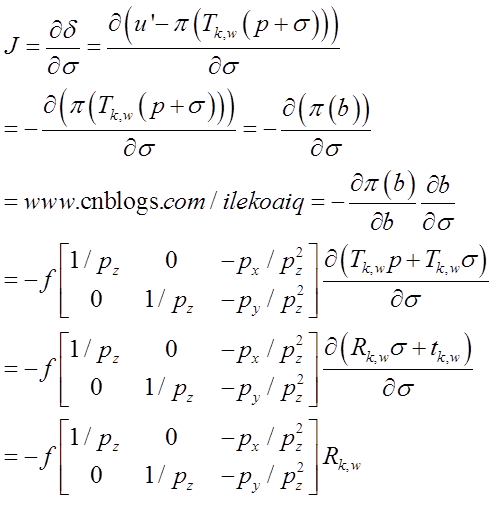 J = ∂δ/∂σ = ∂(u'−π(T_{k,w}(p+σ)))/∂σ
= −∂(π(T_{k,w}(p+σ)))/∂σ = −∂(π(b))/∂σ
= www.cnblogs.com / ilekoaiq = −∂π(b)/∂b ∂b/∂σ
= −f[1/p_z 0 −p_x/p_z^2; 0 1/p_z −p_y/p_z^2] ∂(T_{k,w}p+T_{k,w}σ)/∂σ
= −f[1/p_z 0 −p_x/p_z^2; 0 1/p_z −p_y/p_z^2] ∂(R_{k,w}σ+t_{k,w})/∂σ
= −f[1/p_z 0 −p_x/p_z^2; 0 1/p_z −p_y/p_z^2] R_{k,w}